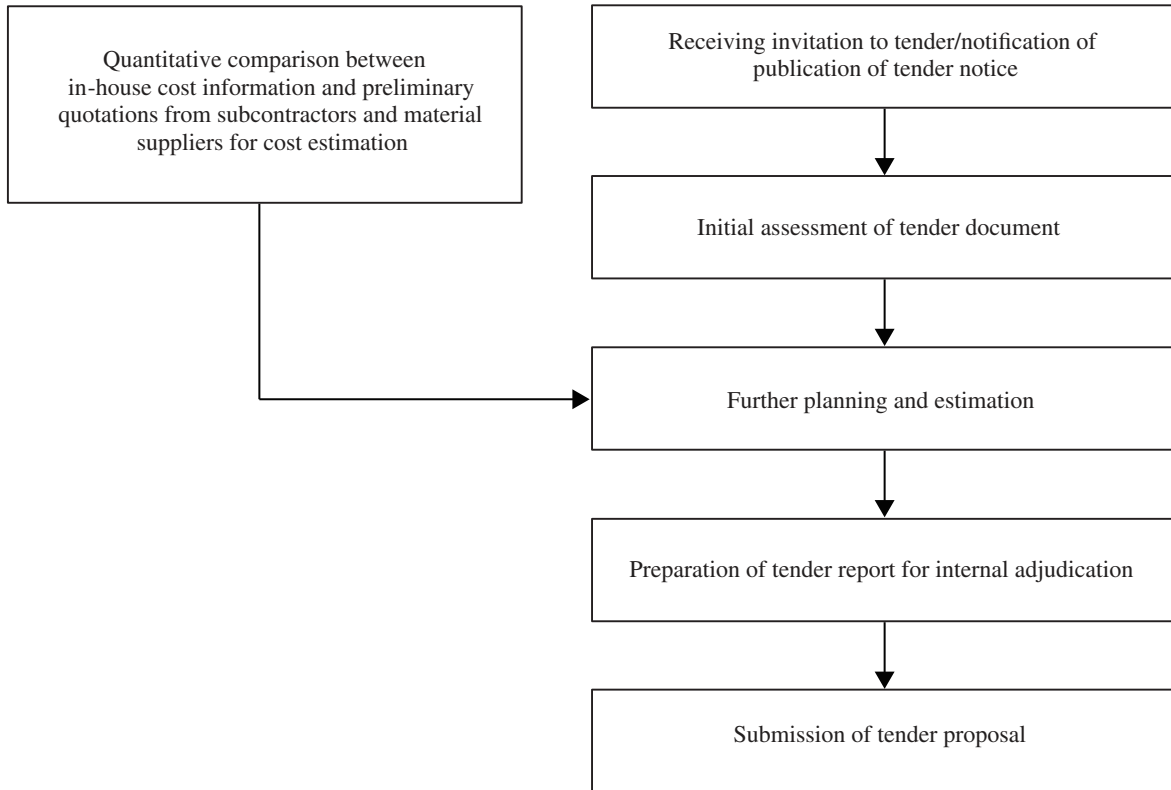 Quantitative comparison between
in-house cost information and preliminary
quotations from subcontractors and material
suppliers for cost estimation
Receiving invitation to tender/notification of
publication of tender notice
Initial assessment of tender document
Further planning and estimation
Preparation of tender report for internal adjudication
Submission of tender proposal